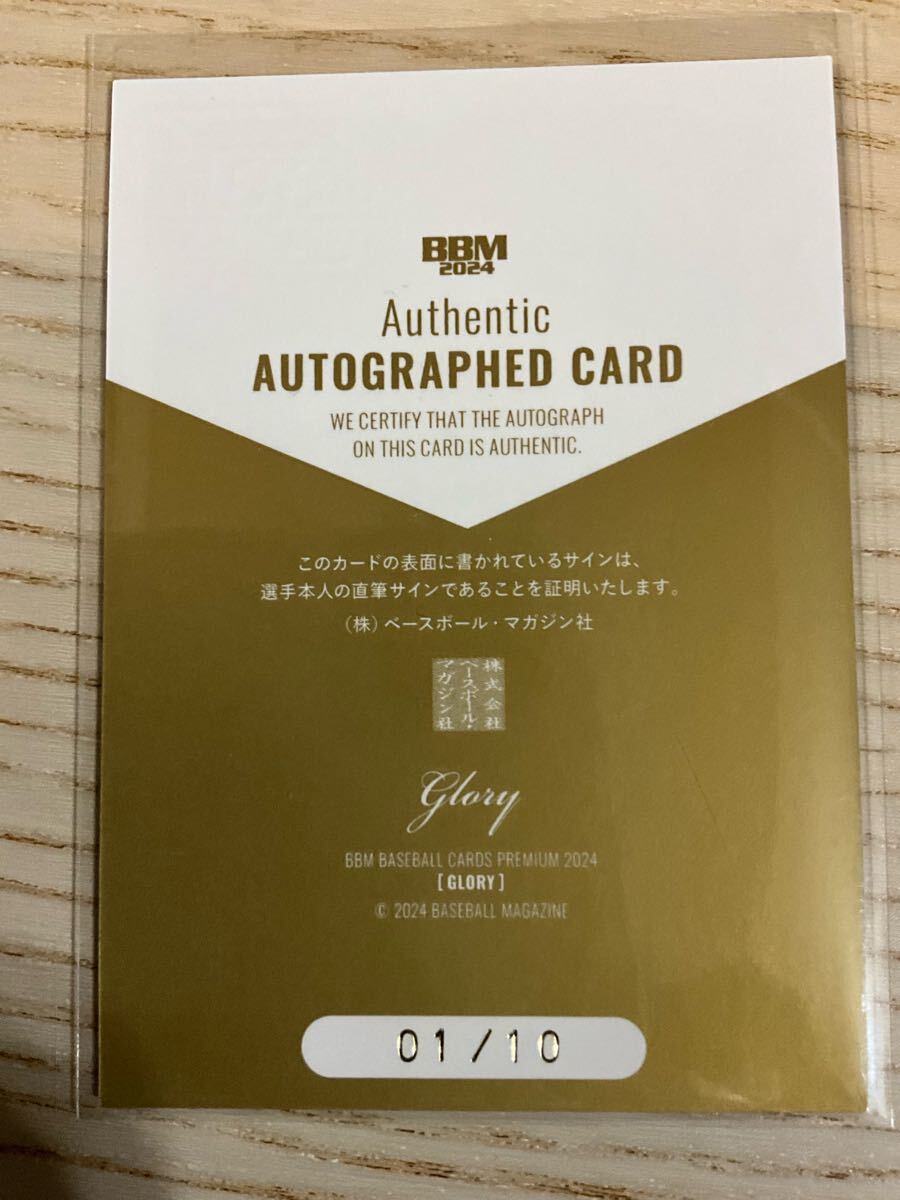 BBM
2024
Authentic
AUTOGRAPHED CARD
WE CERTIFY THAT THE AUTOGRAPH
ON THIS CARD IS AUTHENTIC.
このカードの表面に書かれているサインは、
選手本人の直筆サインであることを証明いたします。
（株）ベースボール・マガジン社
株式会社
ベースボール・
マガジン社
Glory
BBM BASEBALL CARDS PREMIUM 2024
[GLORY]
© 2024 BASEBALL MAGAZINE
01/10